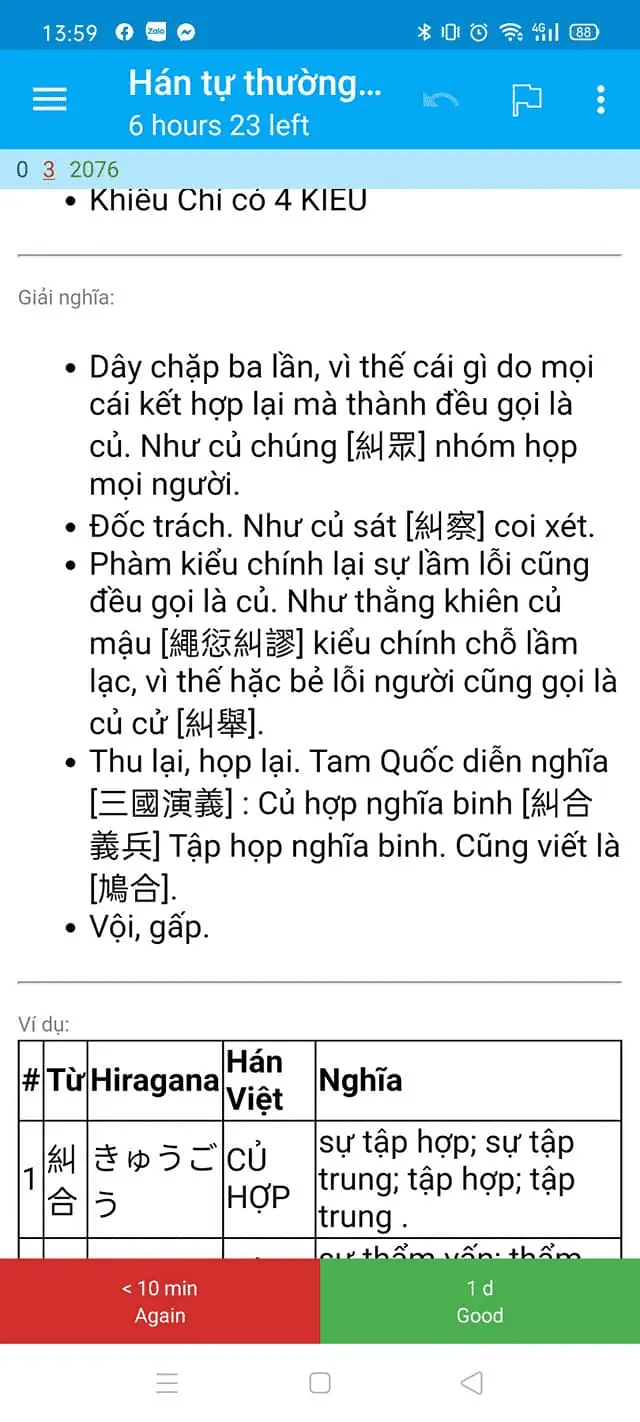 13:59
Zalo
4G
88
Hán tự thường...
6 hours 23 left
0 3 2076
• Khiêu Chỉ có 4 KIEU
Giải nghĩa:
• Dây chặp ba lần, vì thế cái gì do mọi
cái kết hợp lại mà thành đều gọi là
củ. Như củ chúng [糾眾] nhóm họp
mọi người.
• Đốc trách. Như củ sát [糾察] coi xét.
• Phàm kiểu chính lại sự lầm lỗi cũng
đều gọi là củ. Như thằng khiên củ
mậu [繩愆糾謬] kiểu chính chỗ lầm
lạc, vì thế hặc bẻ lỗi người cũng gọi là
củ cử [糾舉].
• Thu lại, họp lại. Tam Quốc diễn nghĩa
[三國演義] : Củ hợp nghĩa binh [糾合
義兵] Tập họp nghĩa binh. Cũng viết là
[鳩合].
• Vội, gấp.
Ví dụ:
# Từ Hiragana Hán Việt Nghĩa
1 糾合 きゅうごう CỦ HỢP sự tập hợp; sự tập
trung; tập hợp; tập
trung .
sự thẩm vấn; thẩm
< 10 min
Again
1 d
Good